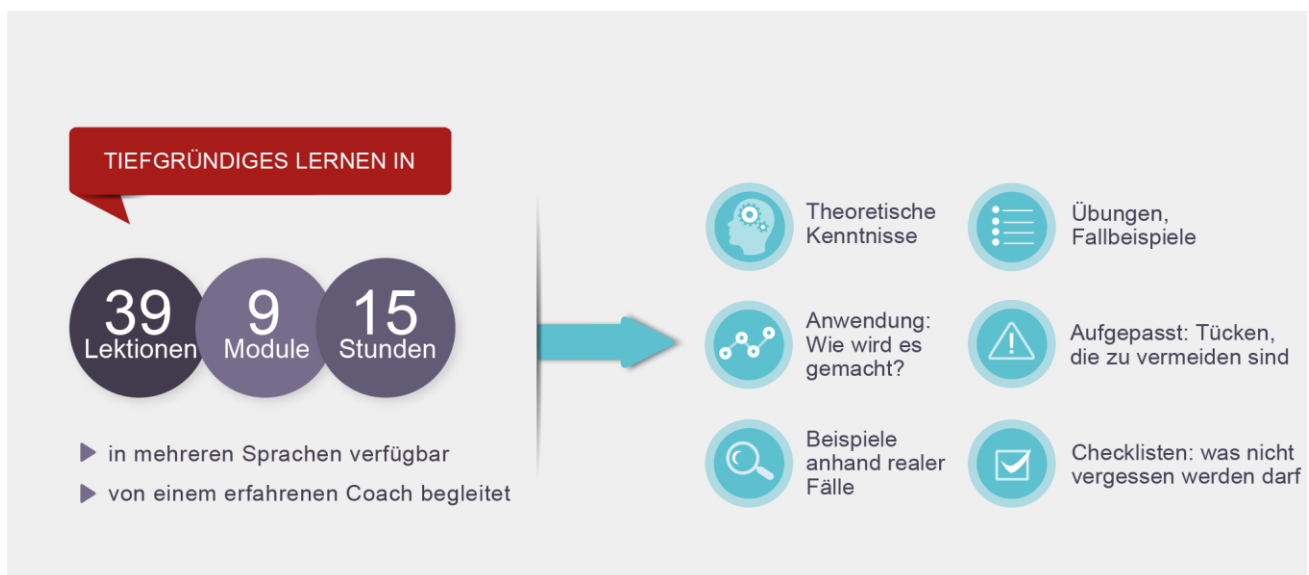 TIEFGRÜNDIGES LERNEN IN
39
Lektionen
9
Module
15
Stunden
in mehreren Sprachen verfügbar
von einem erfahrenen Coach begleitet
Theoretische
Kenntnisse
Übungen,
Fallbeispiele
Anwendung:
Wie wird es
gemacht?
Aufgepasst: Tücken,
die zu vermeiden sind
Beispiele
anhand realer
Fälle
Checklisten: was nicht
vergessen werden darf